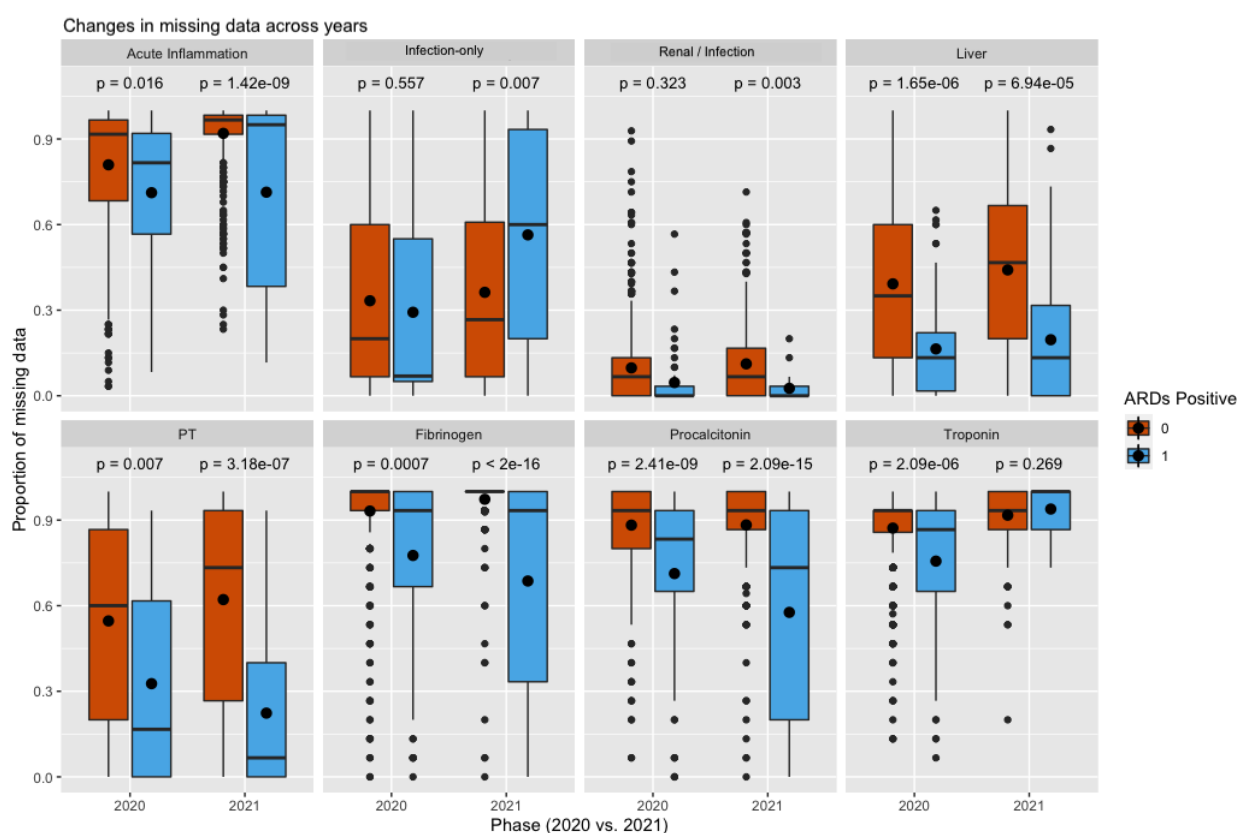 Changes in missing data across years
Acute Inflammation
Infection-only
Renal / Infection
Liver
p = 0.016
p = 1.42e-09
p = 0.557
p = 0.007
p = 0.323
p = 0.003
p = 1.65e-06
p = 6.94e-05
0.9
0.6
0.3
0.0
PT
Fibrinogen
Procalcitonin
Troponin
p = 0.007
p = 3.18e-07
p = 0.0007
p < 2e-16
p = 2.41e-09
p = 2.09e-15
p = 2.09e-06
p = 0.269
0.9
0.6
0.3
0.0
2020
2021
2020
2021
2020
2021
2020
2021
Proportion of missing data
Phase (2020 vs. 2021)
ARDs Positive
0
1